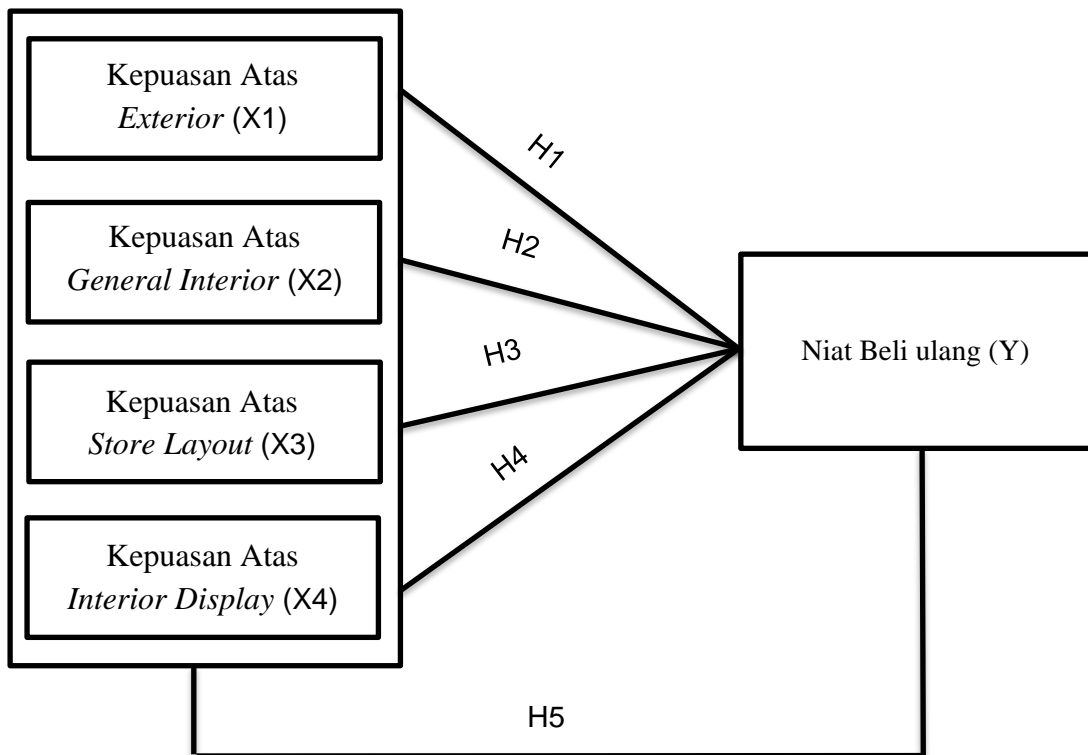 Kepuasan Atas
Exterior (X1)
H1
Kepuasan Atas
General Interior (X2)
H2
Niat Beli ulang (Y)
H3
Kepuasan Atas
Store Layout (X3)
H4
Kepuasan Atas
Interior Display (X4)
H5